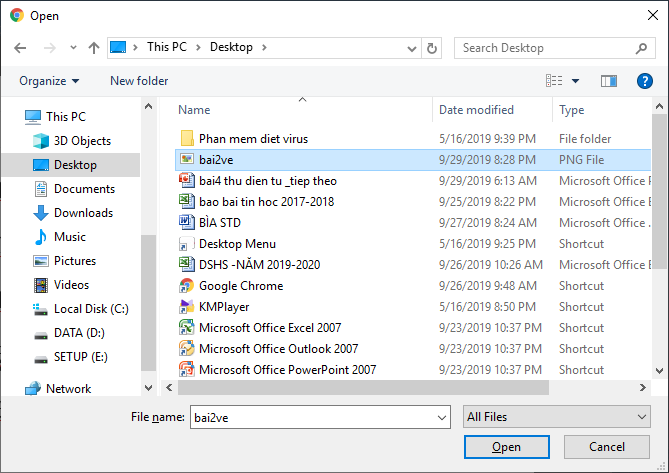 Open
This PC > Desktop >
Search Desktop
Organize New folder
Name Date modified Type
This PC
3D Objects
Desktop
Documents
Downloads
Music
Pictures
Videos
Local Disk (C:)
DATA (D:)
SETUP (E:)
Network
Phan mem diet virus 5/16/2019 9:39 PM File folder
bai2ve 9/29/2019 8:28 PM PNG File
bai4 thu dien tu _tiep theo 9/29/2019 6:13 AM Microsoft Office P
bao bai tin hoc 2017-2018 9/25/2019 8:22 PM Microsoft Office E
BÌA STD 9/27/2019 8:24 AM Microsoft Office
Desktop Menu 5/16/2019 9:25 PM Shortcut
DSHS -NĂM 2019-2020 9/26/2019 10:26 AM Microsoft Office E
Google Chrome 9/26/2019 9:48 AM Shortcut
KMPlayer 5/16/2019 8:50 PM Shortcut
Microsoft Office Excel 2007 9/23/2019 10:37 PM Shortcut
Microsoft Office Outlook 2007 9/23/2019 10:37 PM Shortcut
Microsoft Office PowerPoint 2007 9/23/2019 10:37 PM Shortcut
File name: bai2ve All Files
Open Cancel